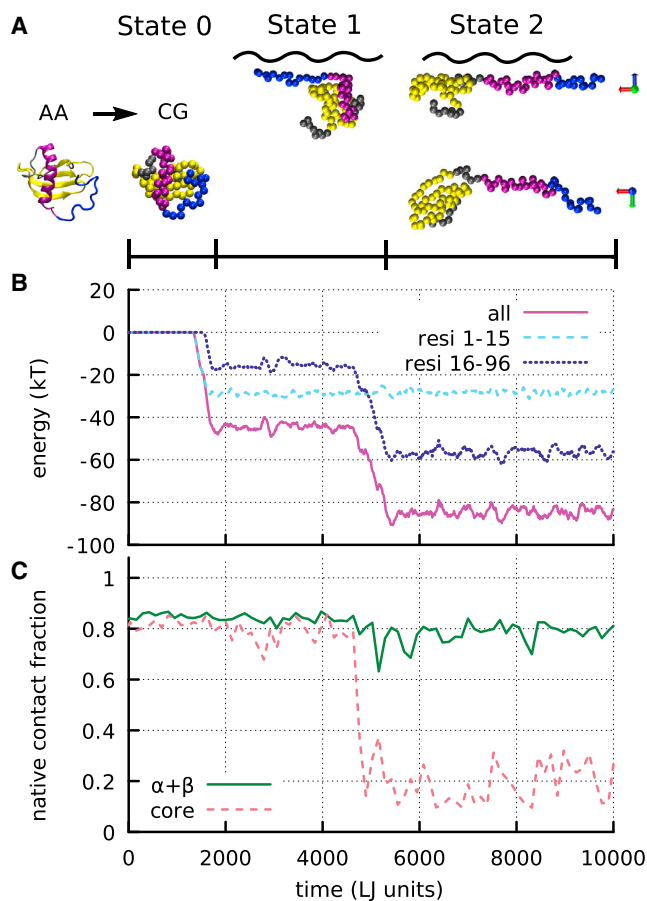 A
State 0 State 1 State 2
AA CG
B
20
0
-20
-40
-60
-80
-100
energy (kT)
all
resi 1-15
resi 16-96
C
1
0.8
0.6
0.4
0.2
0
native contact fraction
α+β
core
0 2000 4000 6000 8000 10000
time (LJ units)